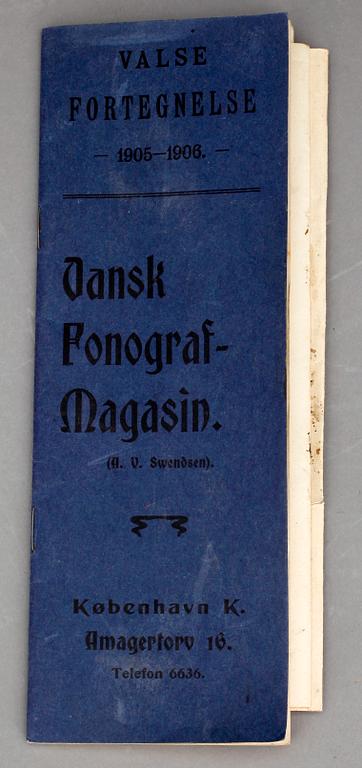 VALSE
FORTEGNELSE
— 1905—1906. —
Dansk
Fonograf-
Magasin.
(A. V. Swendsen).
København K.
Amagertorv 16.
Telefon 6636.